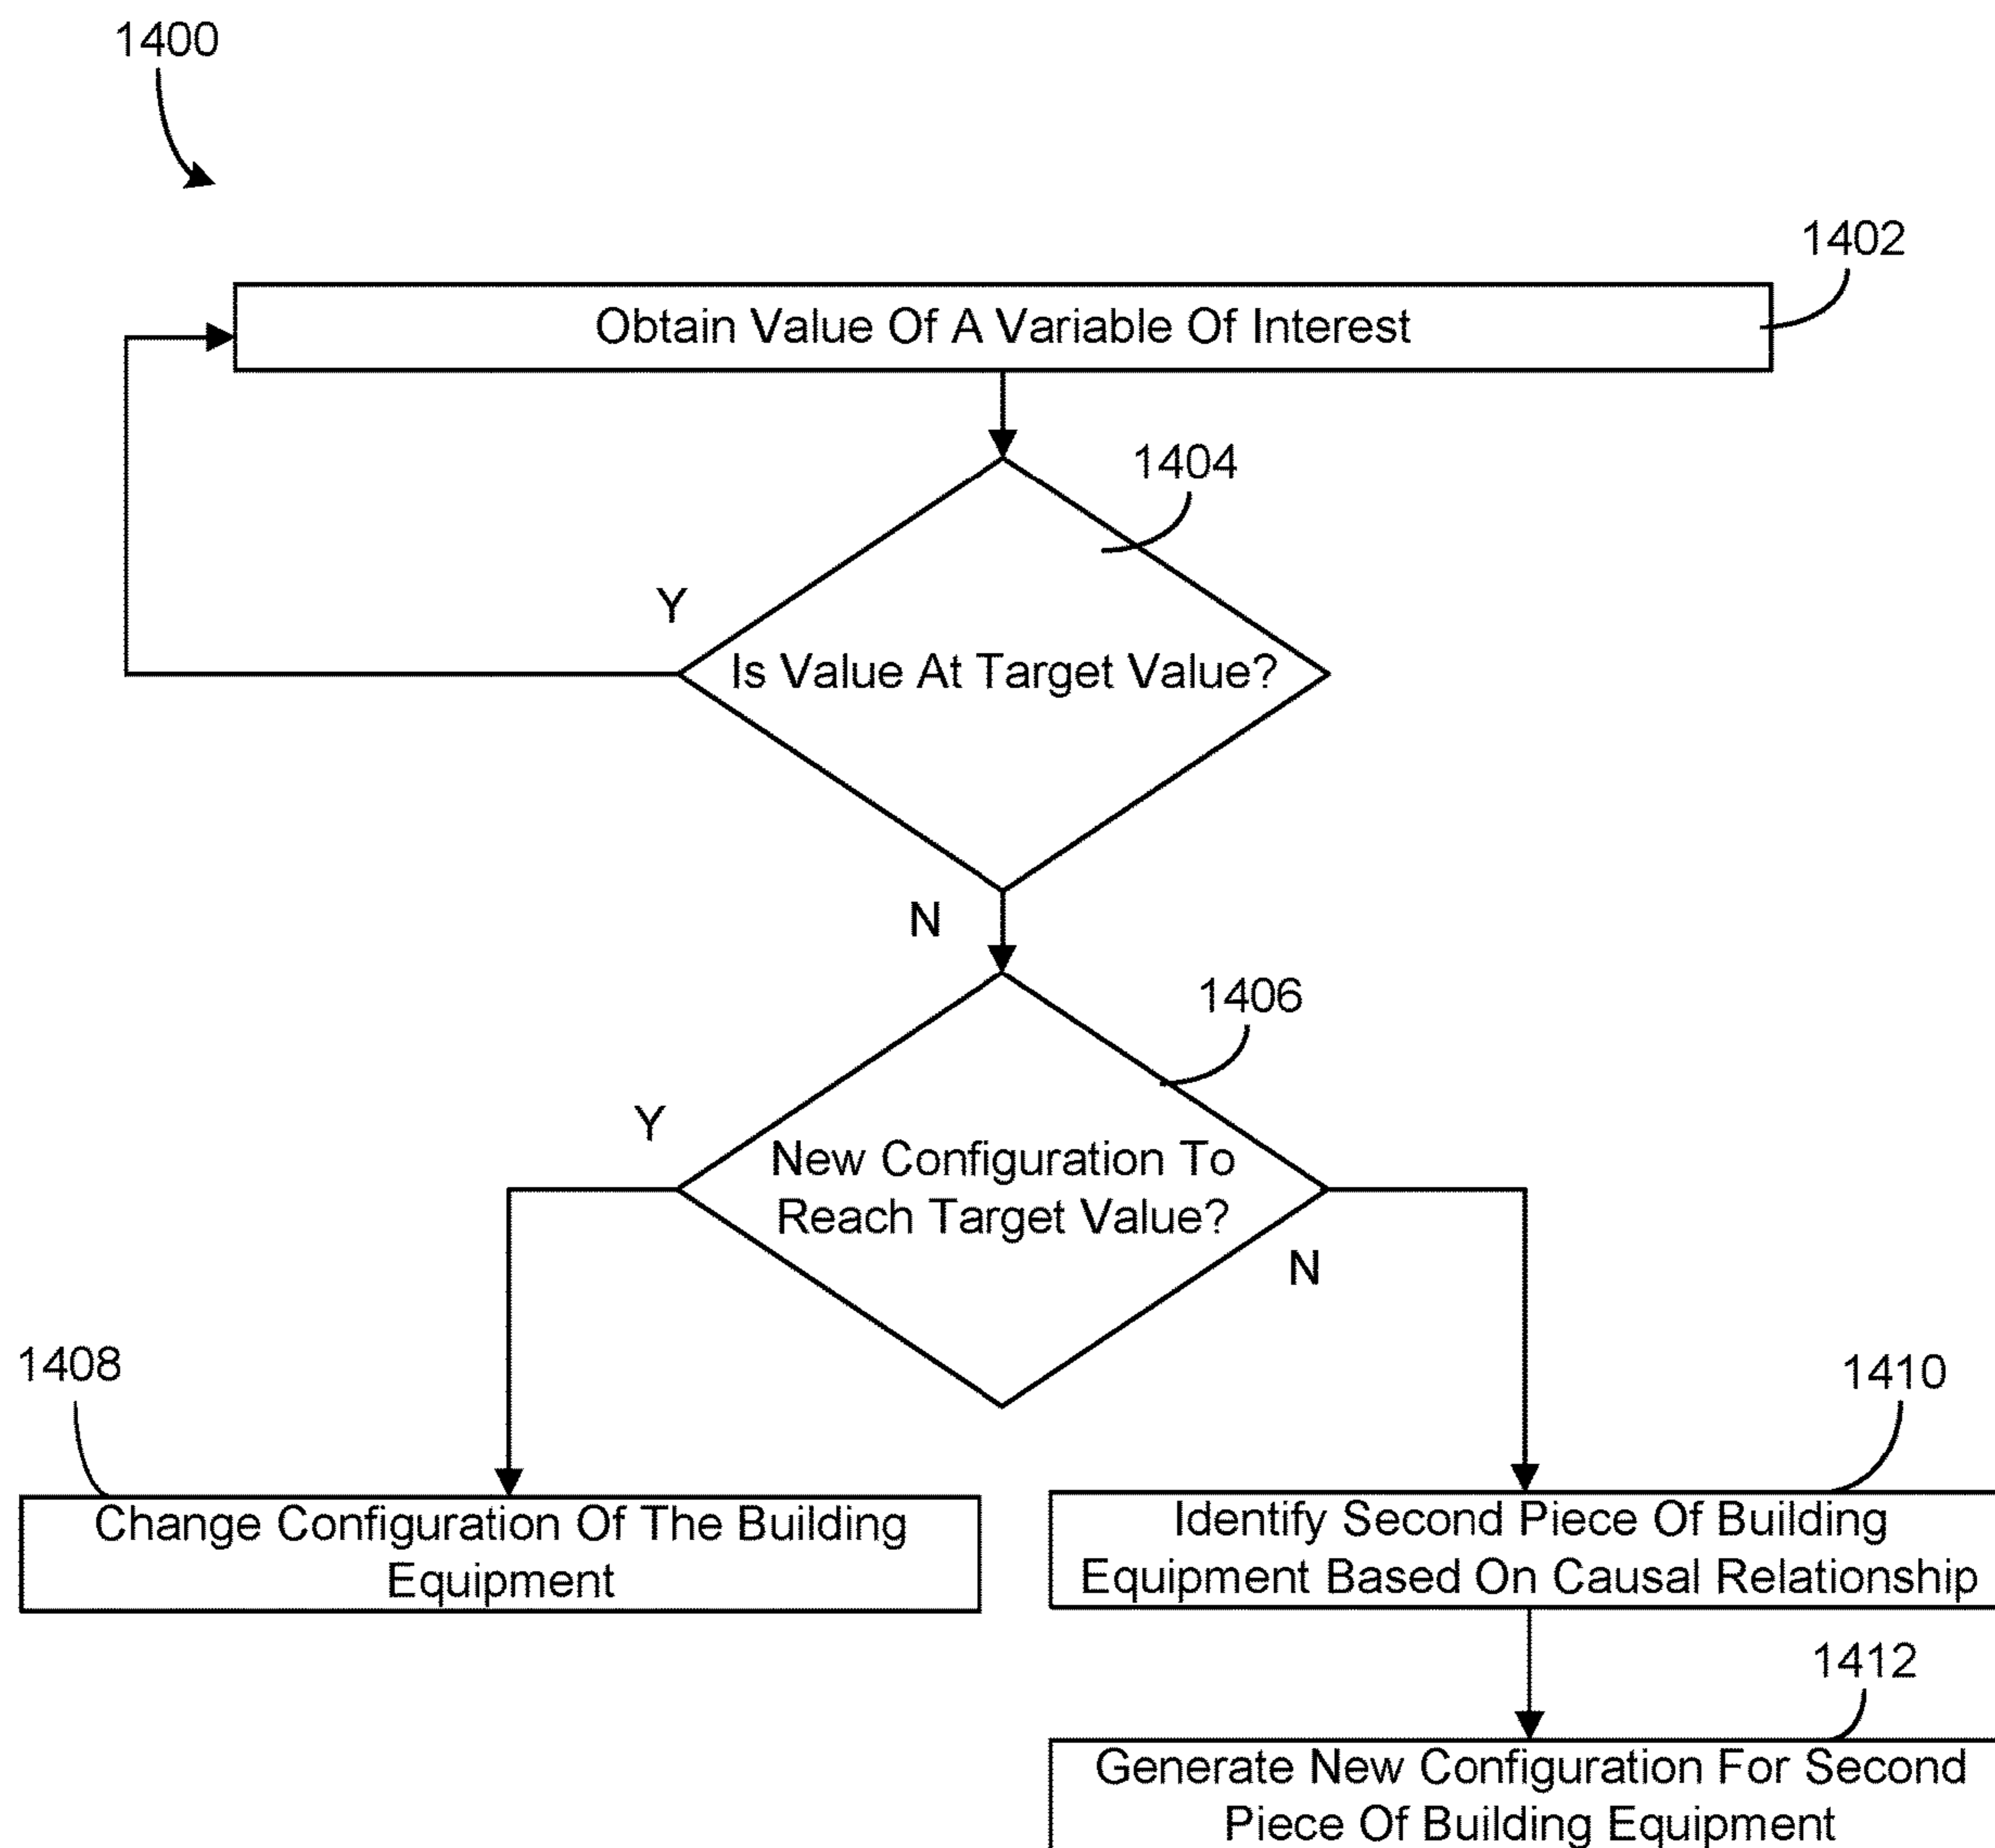 1400
1402
Obtain Value Of A Variable Of Interest
1404
Y
Is Value At Target Value?
N
1406
Y
New Configuration To
Reach Target Value?
N
1408
1410
Change Configuration Of The Building
Equipment
Identify Second Piece Of Building
Equipment Based On Causal Relationship
1412
Generate New Configuration For Second
Piece Of Building Equipment